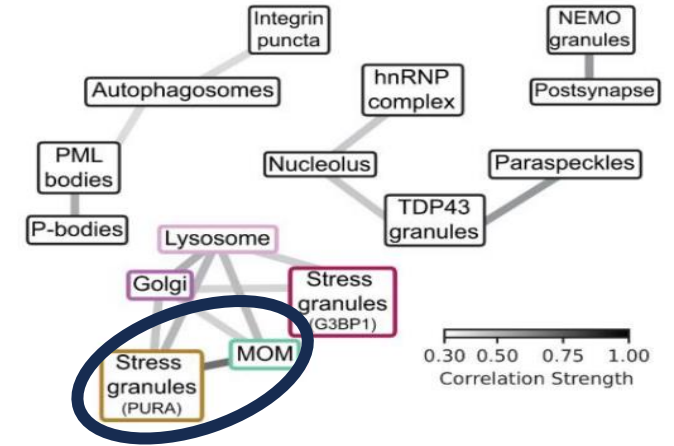 Integrin
puncta
NEMO
granules
Autophagosomes
hnRNP
complex
Postsynapse
PML
bodies
Nucleolus
Paraspeckles
P-bodies
TDP43
granules
Lysosome
Golgi
Stress
granules
(G3BP1)
MOM
Stress
granules
(PURA)
0.30 0.50 0.75 1.00
Correlation Strength